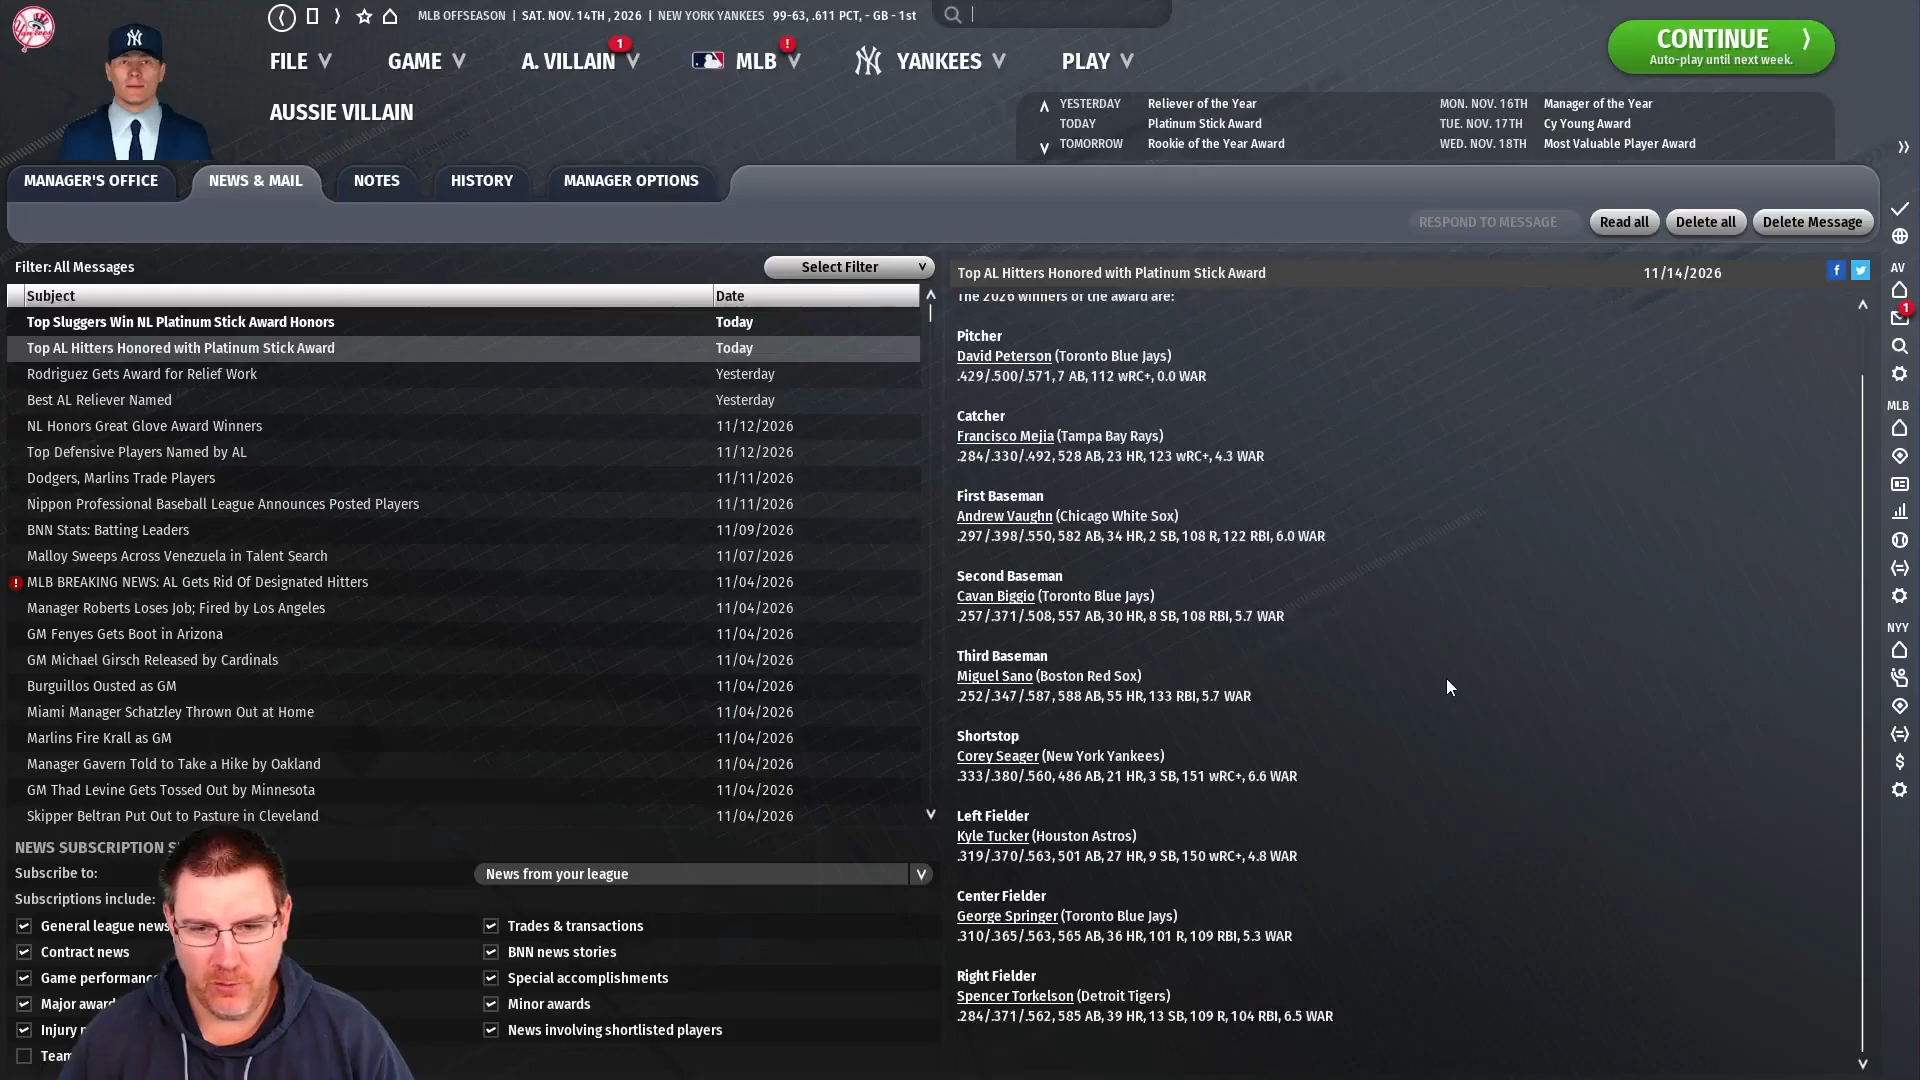 MLB OFFSEASON | SAT. NOV. 14TH , 2026 | NEW YORK YANKEES 99-63, .611 PCT, - GB - 1st
FILE GAME A. VILLAIN 1 MLB ! YANKEES PLAY
CONTINUE
Auto-play until next week.
AUSSIE VILLAIN
YESTERDAY Reliever of the Year MON. NOV. 16TH Manager of the Year
TODAY Platinum Stick Award TUE. NOV. 17TH Cy Young Award
TOMORROW Rookie of the Year Award WED. NOV. 18TH Most Valuable Player Award
MANAGER'S OFFICE NEWS & MAIL NOTES HISTORY MANAGER OPTIONS
RESPOND TO MESSAGE Read all Delete all Delete Message
Filter: All Messages Select Filter
Subject Date
Top Sluggers Win NL Platinum Stick Award Honors Today
Top AL Hitters Honored with Platinum Stick Award Today
Rodriguez Gets Award for Relief Work Yesterday
Best AL Reliever Named Yesterday
NL Honors Great Glove Award Winners 11/12/2026
Top Defensive Players Named by AL 11/12/2026
Dodgers, Marlins Trade Players 11/11/2026
Nippon Professional Baseball League Announces Posted Players 11/11/2026
BNN Stats: Batting Leaders 11/09/2026
Malloy Sweeps Across Venezuela in Talent Search 11/07/2026
! MLB BREAKING NEWS: AL Gets Rid Of Designated Hitters 11/04/2026
Manager Roberts Loses Job; Fired by Los Angeles 11/04/2026
GM Fenyes Gets Boot in Arizona 11/04/2026
GM Michael Girsch Released by Cardinals 11/04/2026
Burguillos Ousted as GM 11/04/2026
Miami Manager Schatzley Thrown Out at Home 11/04/2026
Marlins Fire Krall as GM 11/04/2026
Manager Gavern Told to Take a Hike by Oakland 11/04/2026
GM Thad Levine Gets Tossed Out by Minnesota 11/04/2026
Skipper Beltran Put Out to Pasture in Cleveland 11/04/2026
NEWS SUBSCRIPTION S
Subscribe to: News from your league
Subscriptions include:
General league news Trades & transactions
Contract news BNN news stories
Game performance Special accomplishments
Major award Minor awards
Injury News involving shortlisted players
Team
Top AL Hitters Honored with Platinum Stick Award 11/14/2026
The 2026 winners of the award are:
Pitcher
David Peterson (Toronto Blue Jays)
.429/.500/.571, 7 AB, 112 wRC+, 0.0 WAR
Catcher
Francisco Mejia (Tampa Bay Rays)
.284/.330/.492, 528 AB, 23 HR, 123 wRC+, 4.3 WAR
First Baseman
Andrew Vaughn (Chicago White Sox)
.297/.398/.550, 582 AB, 34 HR, 2 SB, 108 R, 122 RBI, 6.0 WAR
Second Baseman
Cavan Biggio (Toronto Blue Jays)
.257/.371/.508, 557 AB, 30 HR, 8 SB, 108 RBI, 5.7 WAR
Third Baseman
Miguel Sano (Boston Red Sox)
.252/.347/.587, 588 AB, 55 HR, 133 RBI, 5.7 WAR
Shortstop
Corey Seager (New York Yankees)
.333/.380/.560, 486 AB, 21 HR, 3 SB, 151 wRC+, 6.6 WAR
Left Fielder
Kyle Tucker (Houston Astros)
.319/.370/.563, 501 AB, 27 HR, 9 SB, 150 wRC+, 4.8 WAR
Center Fielder
George Springer (Toronto Blue Jays)
.310/.365/.563, 565 AB, 36 HR, 101 R, 109 RBI, 5.3 WAR
Right Fielder
Spencer Torkelson (Detroit Tigers)
.284/.371/.562, 585 AB, 39 HR, 13 SB, 109 R, 104 RBI, 6.5 WAR
AV
1
MLB
NYY